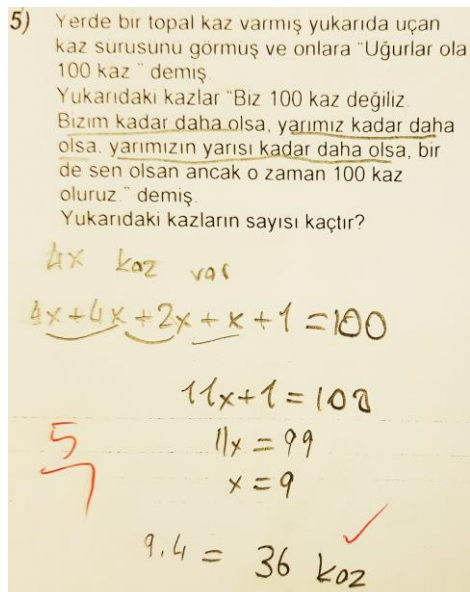 5) Yerde bir topal kaz varmış yukarıda uçan
kaz sürüsünü görmüş ve onlara "Uğurlar ola
100 kaz " demiş.
Yukarıdaki kazlar "Biz 100 kaz değiliz.
Bizim kadar daha olsa, yarımız kadar daha
olsa, yarımızın yarısı kadar daha olsa, bir
de sen olsan ancak o zaman 100 kaz
oluruz." demiş.
Yukarıdaki kazların sayısı kaçtır?
4x koz var
4x+4x+2x+x+1=100
11x+1=100
11x=99
x=9
5
9.4= 36 koz